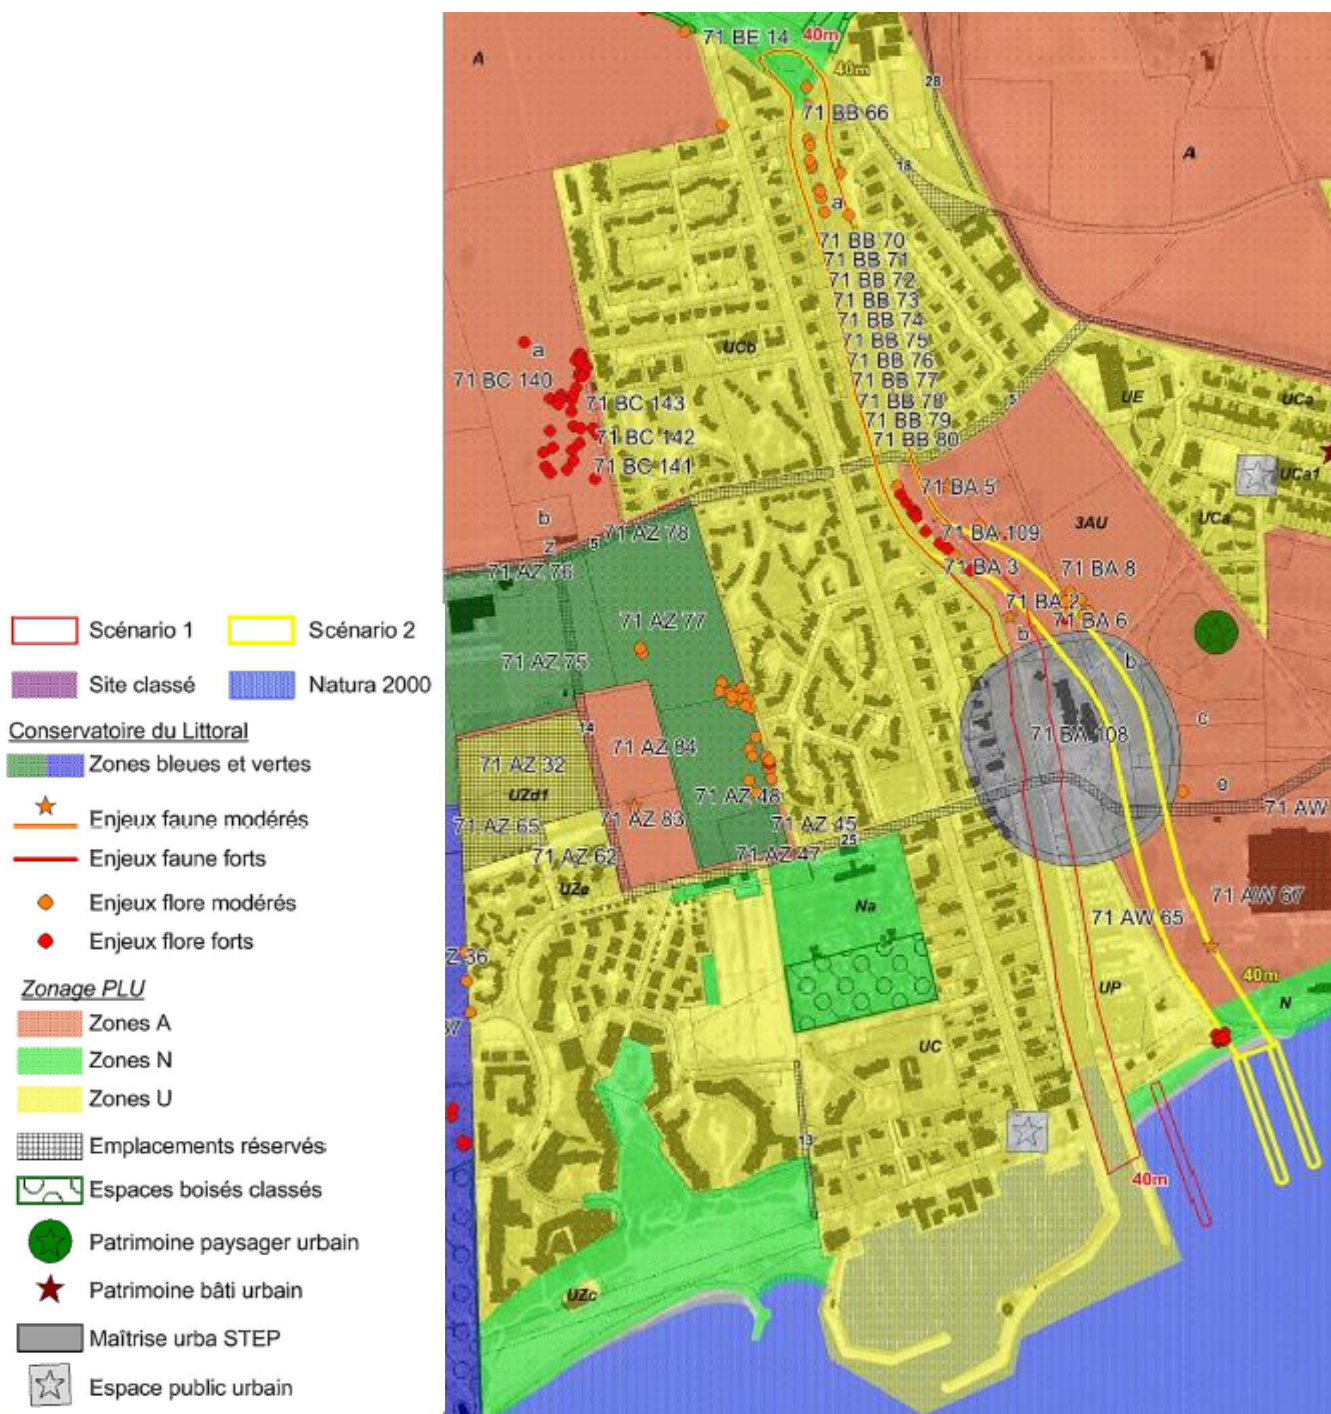 Scénario 1
Scénario 2
Site classé
Natura 2000
Conservatoire du Littoral
Zones bleues et vertes
Enjeux faune modérés
Enjeux faune forts
Enjeux flore modérés
Enjeux flore forts
Zonage PLU
Zones A
Zones N
Zones U
Emplacements réservés
Espaces boisés classés
Patrimoine paysager urbain
Patrimoine bâti urbain
Maîtrise urba STEP
Espace public urbain
71 BE 14
40m
A
40m
28
71 BB 66
A
18
a
71 BB 70
71 BB 71
71 BB 72
71 BB 73
71 BB 74
71 BB 75
71 BB 76
71 BB 77
71 BB 78
71 BB 79
71 BB 80
UCb
a
71 BC 140
71 BC 143
71 BC 142
71 BC 141
5
UE
UCa
UCa1
UCa
71 BA 5
3AU
71 BA 109
71 BA 3
71 BA 8
71 BA 2
71 BA 6
b
b
b
z
5
71 AZ 78
71 AZ 76
71 AZ 77
71 AZ 75
14
71 AZ 84
71 AZ 32
UZd1
71 AZ 65
71 AZ 83
71 AZ 48
71 AZ 62
71 AZ 45
71 AZ 47
25
UZa
c
71 BA 108
e
71 AW
Na
71 AW 67
71 AW 65
Z 36
37
40m
N
UP
UC
13
40m
UZc